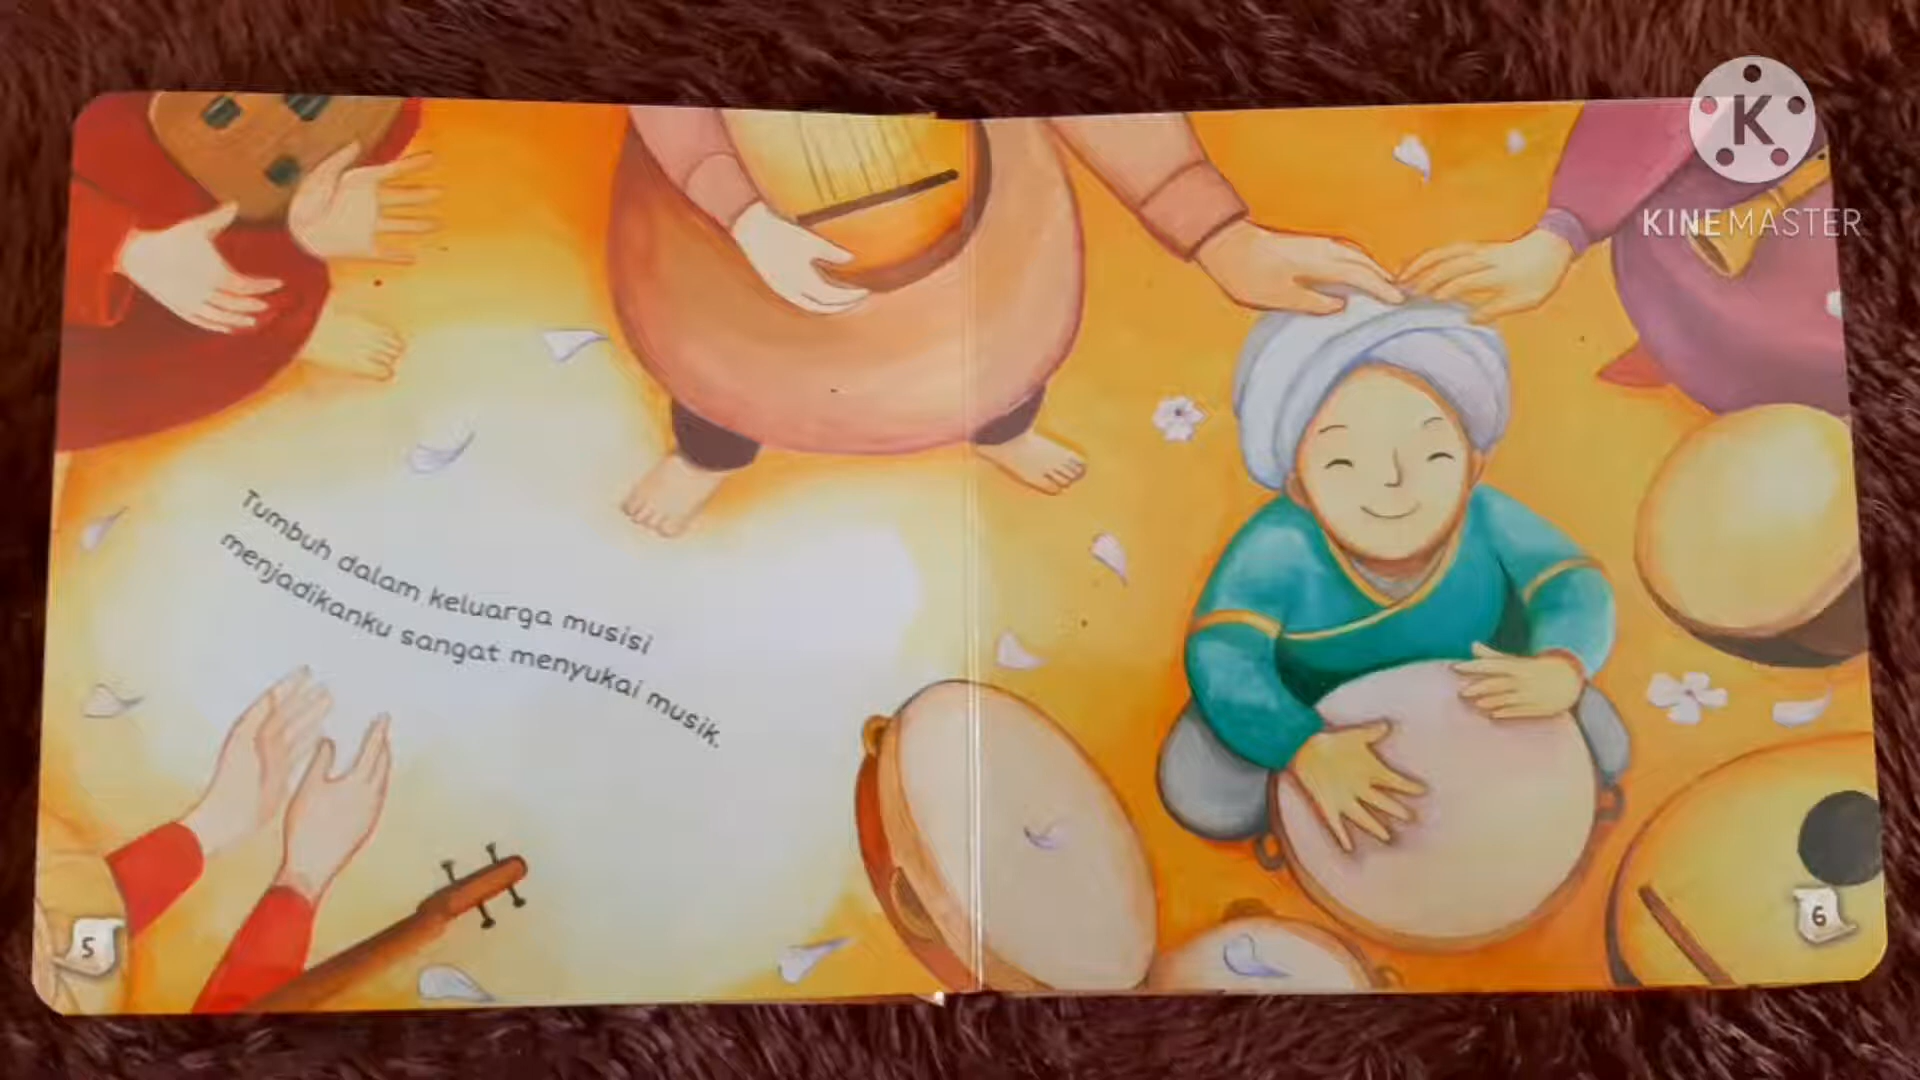 Tumbuh dalam keluarga musisi
menjadikanku sangat menyukai musik.
5
6
K
KINEMASTER